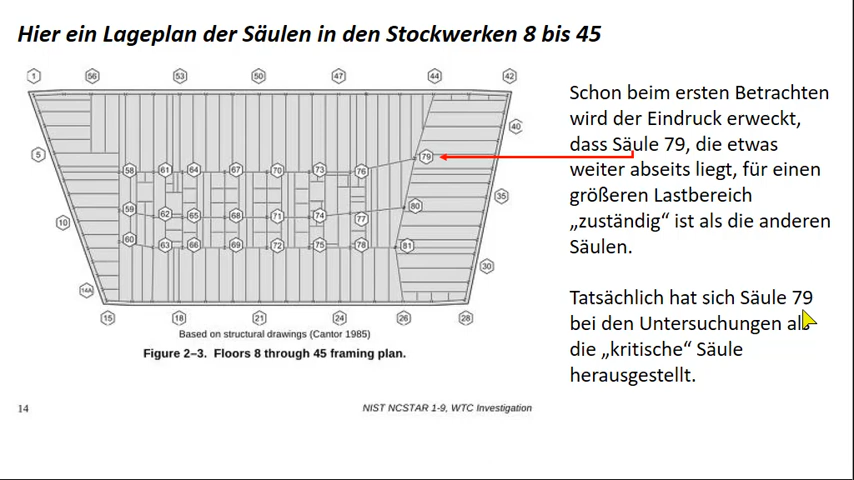 Hier ein Lageplan der Säulen in den Stockwerken 8 bis 45
1 56 53 50 47 44 42
40
5 79
58 61 64 67 70 73 76
35
59 62 65 68 71 74 77 80
10
60 63 66 69 72 75 78 81
30
14A
15 18 21 24 26 28
Based on structural drawings (Cantor 1985)
Figure 2–3. Floors 8 through 45 framing plan.
14 NIST NCSTAR 1-9, WTC Investigation
Schon beim ersten Betrachten
wird der Eindruck erweckt,
dass Säule 79, die etwas
weiter abseits liegt, für einen
größeren Lastbereich
„zuständig“ ist als die anderen
Säulen.
Tatsächlich hat sich Säule 79
bei den Untersuchungen als
die „kritische“ Säule
herausgestellt.